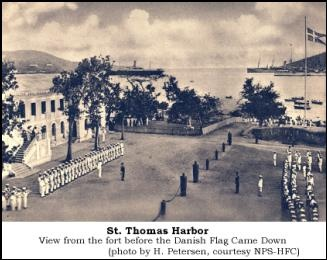 St. Thomas Harbor
View from the fort before the Danish Flag Came Down
(photo by H. Petersen, courtesy NPS-HFC)